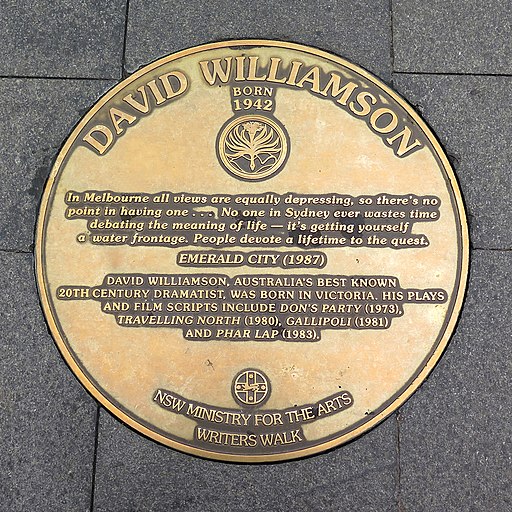 DAVID WILLIAMSON
BORN
1942
In Melbourne all views are equally depressing, so there's no
point in having one . . . . No one in Sydney ever wastes time
debating the meaning of life — it's getting yourself
a water frontage. People devote a lifetime to the quest.
EMERALD CITY (1987)
DAVID WILLIAMSON, AUSTRALIA'S BEST KNOWN
20TH CENTURY DRAMATIST, WAS BORN IN VICTORIA. HIS PLAYS
AND FILM SCRIPTS INCLUDE DON'S PARTY (1973),
TRAVELLING NORTH (1980), GALLIPOLI (1981)
AND PHAR LAP (1983).
NSW MINISTRY FOR THE ARTS
WRITERS WALK